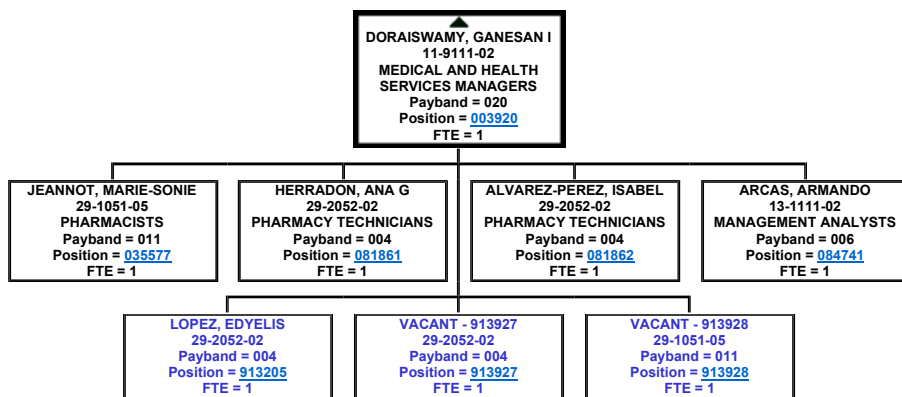 DORAISWAMY, GANESAN I
11-9111-02
MEDICAL AND HEALTH
SERVICES MANAGERS
Payband = 020
Position = 003920
FTE = 1
JEANNOT, MARIE-SONIE
29-1051-05
PHARMACISTS
Payband = 011
Position = 035577
FTE = 1
HERRADON, ANA G
29-2052-02
PHARMACY TECHNICIANS
Payband = 004
Position = 081861
FTE = 1
ALVAREZ-PEREZ, ISABEL
29-2052-02
PHARMACY TECHNICIANS
Payband = 004
Position = 081862
FTE = 1
ARCAS, ARMANDO
13-1111-02
MANAGEMENT ANALYSTS
Payband = 006
Position = 084741
FTE = 1
LOPEZ, EDYELIS
29-2052-02
Payband = 004
Position = 913205
FTE = 1
VACANT - 913927
29-2052-02
Payband = 004
Position = 913927
FTE = 1
VACANT - 913928
29-1051-05
Payband = 011
Position = 913928
FTE = 1